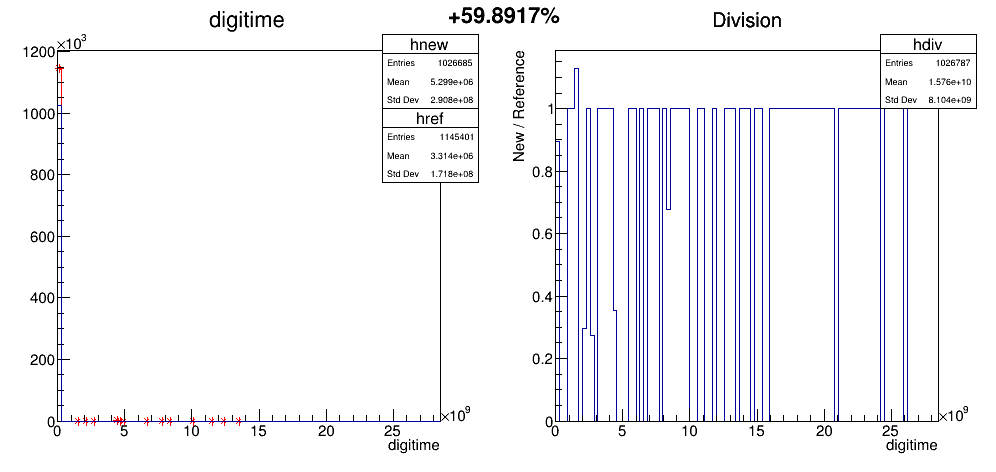 +59.8917%
digitime
×10³
1200
1000
800
600
400
200
0
0 5 10 15 20 25
×10⁹
digitime
hnew
Entries 1026685
Mean 5.299e+06
Std Dev 2.908e+08
href
Entries 1145401
Mean 3.314e+06
Std Dev 1.718e+08
Division
New / Reference
1
0.8
0.6
0.4
0.2
0
0 5 10 15 20 25
×10⁹
digitime
hdiv
Entries 1026787
Mean 1.576e+10
Std Dev 8.104e+09